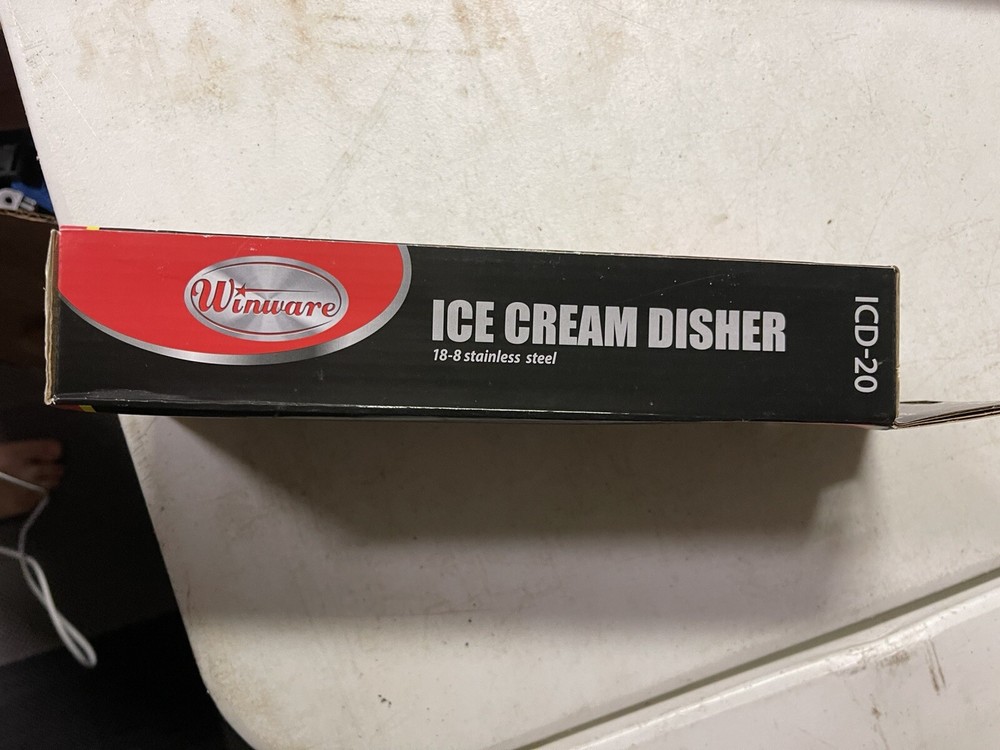 Winware
ICE CREAM DISHER
18-8 stainless steel
ICD-20